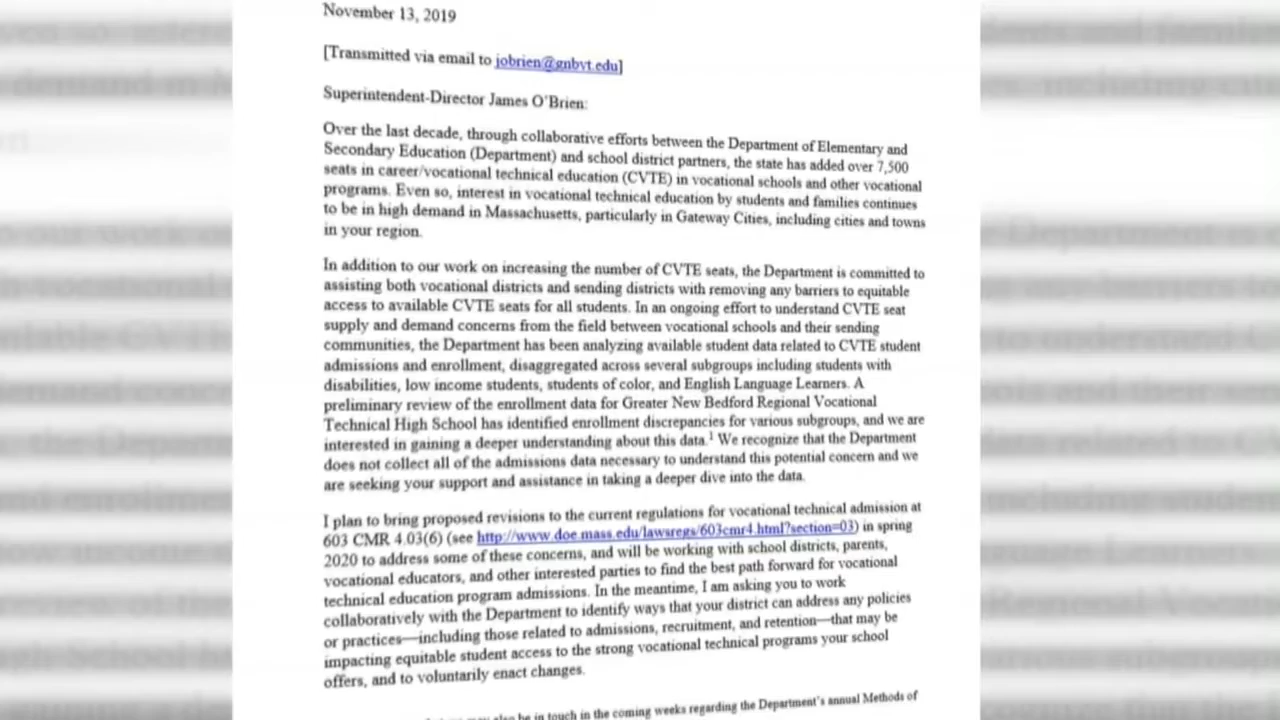 November 13, 2019
[Transmitted via email to jobrien@gnbvt.edu]
Superintendent-Director James O'Brien:
Over the last decade, through collaborative efforts between the Department of Elementary and
Secondary Education (Department) and school district partners, the state has added over 7,500
seats in career/vocational technical education (CVTE) in vocational schools and other vocational
programs. Even so, interest in vocational technical education by students and families continues
to be in high demand in Massachusetts, particularly in Gateway Cities, including cities and towns
in your region.
In addition to our work on increasing the number of CVTE seats, the Department is committed to
assisting both vocational districts and sending districts with removing any barriers to equitable
access to available CVTE seats for all students. In an ongoing effort to understand CVTE seat
supply and demand concerns from the field between vocational schools and their sending
communities, the Department has been analyzing available student data related to CVTE student
admissions and enrollment, disaggregated across several subgroups including students with
disabilities, low income students, students of color, and English Language Learners. A
preliminary review of the enrollment data for Greater New Bedford Regional Vocational
Technical High School has identified enrollment discrepancies for various subgroups, and we are
interested in gaining a deeper understanding about this data.¹ We recognize that the Department
does not collect all of the admissions data necessary to understand this potential concern and we
are seeking your support and assistance in taking a deeper dive into the data.
I plan to bring proposed revisions to the current regulations for vocational technical admission at
603 CMR 4.03(6) (see http://www.doe.mass.edu/lawsregs/603cmr4.html?section=03) in spring
2020 to address some of these concerns, and will be working with school districts, parents,
vocational educators, and other interested parties to find the best path forward for vocational
technical education program admissions. In the meantime, I am asking you to work
collaboratively with the Department to identify ways that your district can address any policies
or practices—including those related to admissions, recruitment, and retention—that may be
impacting equitable student access to the strong vocational technical programs your school
offers, and to voluntarily enact changes.
also be in touch in the coming weeks regarding the Department's annual Methods of